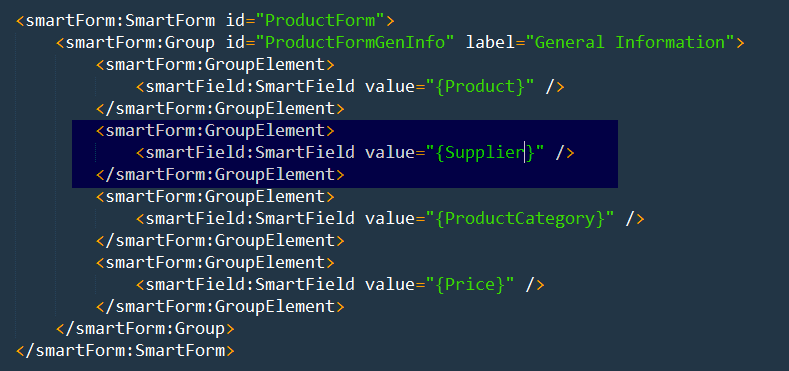 <smartForm:SmartForm id="ProductForm">
<smartForm:Group id="ProductFormGenInfo" label="General Information">
<smartForm:GroupElement>
<smartField:SmartField value="{Product}" />
</smartForm:GroupElement>
<smartForm:GroupElement>
<smartField:SmartField value="{Supplier}" />
</smartForm:GroupElement>
<smartForm:GroupElement>
<smartField:SmartField value="{ProductCategory}" />
</smartForm:GroupElement>
<smartForm:GroupElement>
<smartField:SmartField value="{Price}" />
</smartForm:GroupElement>
</smartForm:Group>
</smartForm:SmartForm>